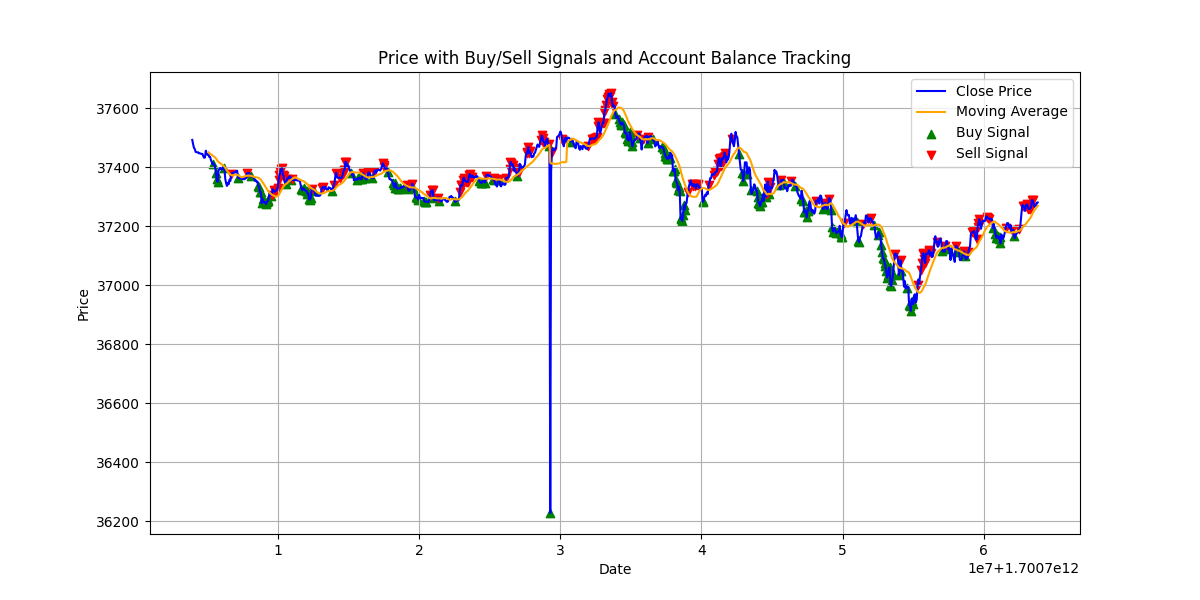 Price with Buy/Sell Signals and Account Balance Tracking
Close Price
Moving Average
Buy Signal
Sell Signal
37600
37400
37200
37000
36800
36600
36400
36200
Price
1 2 3 4 5 6
1e7+1.7007e12
Date